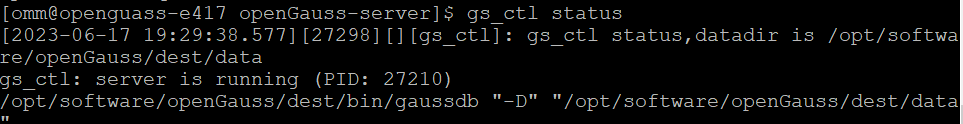 [omm@openguass-e417 openGauss-server]$ gs_ctl status
[2023-06-17 19:29:38.577][27298][][gs_ctl]: gs_ctl status,datadir is /opt/softwa
re/openGauss/dest/data
gs_ctl: server is running (PID: 27210)
/opt/software/openGauss/dest/bin/gaussdb "-D" "/opt/software/openGauss/dest/data
"